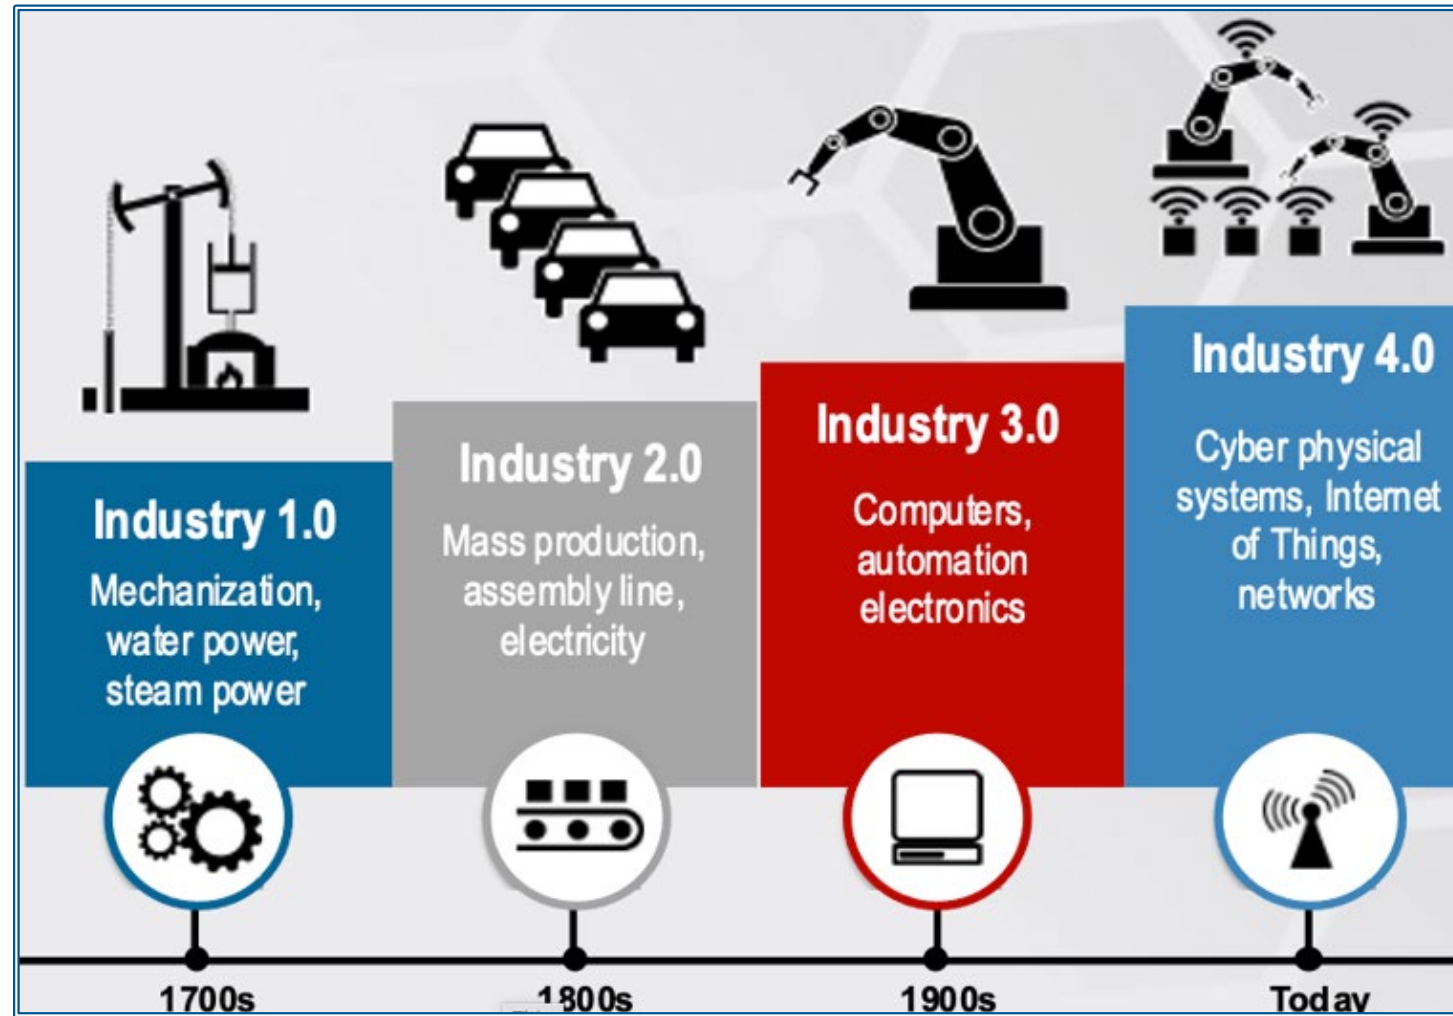 Industry 1.0
Mechanization,
water power,
steam power
Industry 2.0
Mass production,
assembly line,
electricity
Industry 3.0
Computers,
automation
electronics
Industry 4.0
Cyber physical
systems, Internet
of Things,
networks
1700s
1800s
1900s
Today